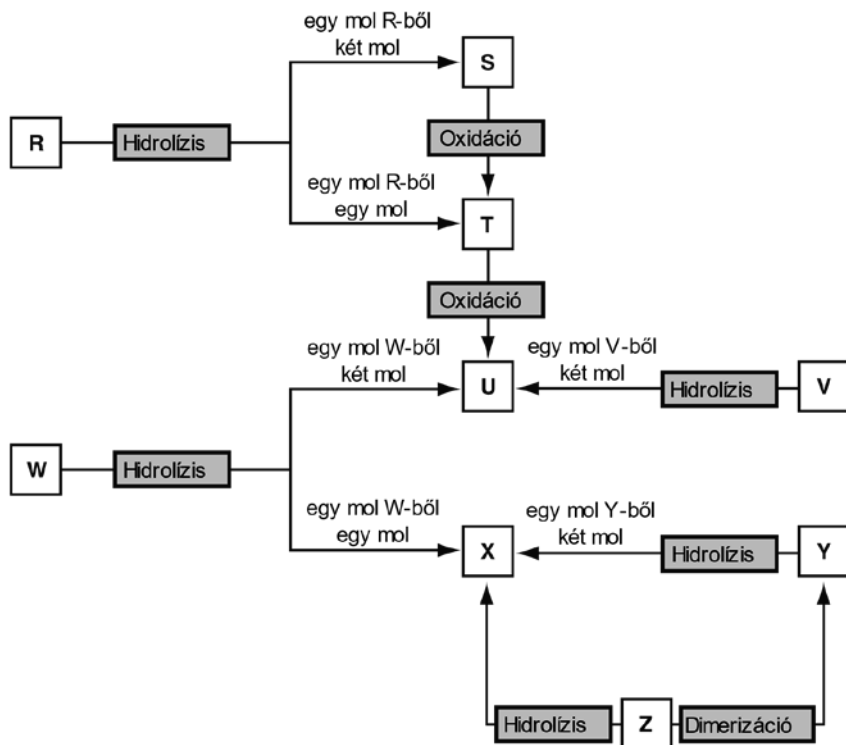 egy mol R-ből
két mol
S
R
Hidrolízis
Oxidáció
egy mol R-ből
egy mol
T
Oxidáció
egy mol W-ből
két mol
U
egy mol V-ből
két mol
Hidrolízis
V
W
Hidrolízis
egy mol W-ből
egy mol
X
egy mol Y-ből
két mol
Hidrolízis
Y
Hidrolízis
Z
Dimerizáció